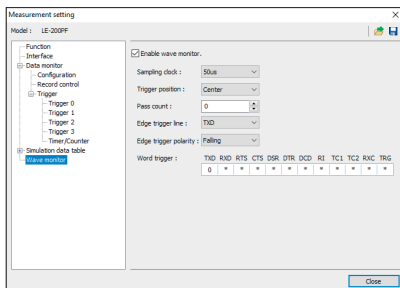 Measurement setting
Model : LE-200PF
Function
Interface
Data monitor
Configuration
Record control
Trigger
Trigger 0
Trigger 1
Trigger 2
Trigger 3
Timer/Counter
Simulation data table
Wave monitor
Enable wave monitor.
Sampling clock : 50us
Trigger position : Center
Pass count : 0
Edge trigger line : TXD
Edge trigger polarity : Falling
Word trigger : TXD RXD RTS CTS DSR DTR DCD RI TC1 TC2 RXC TRG
0 * * * * * * * * * * *
Close